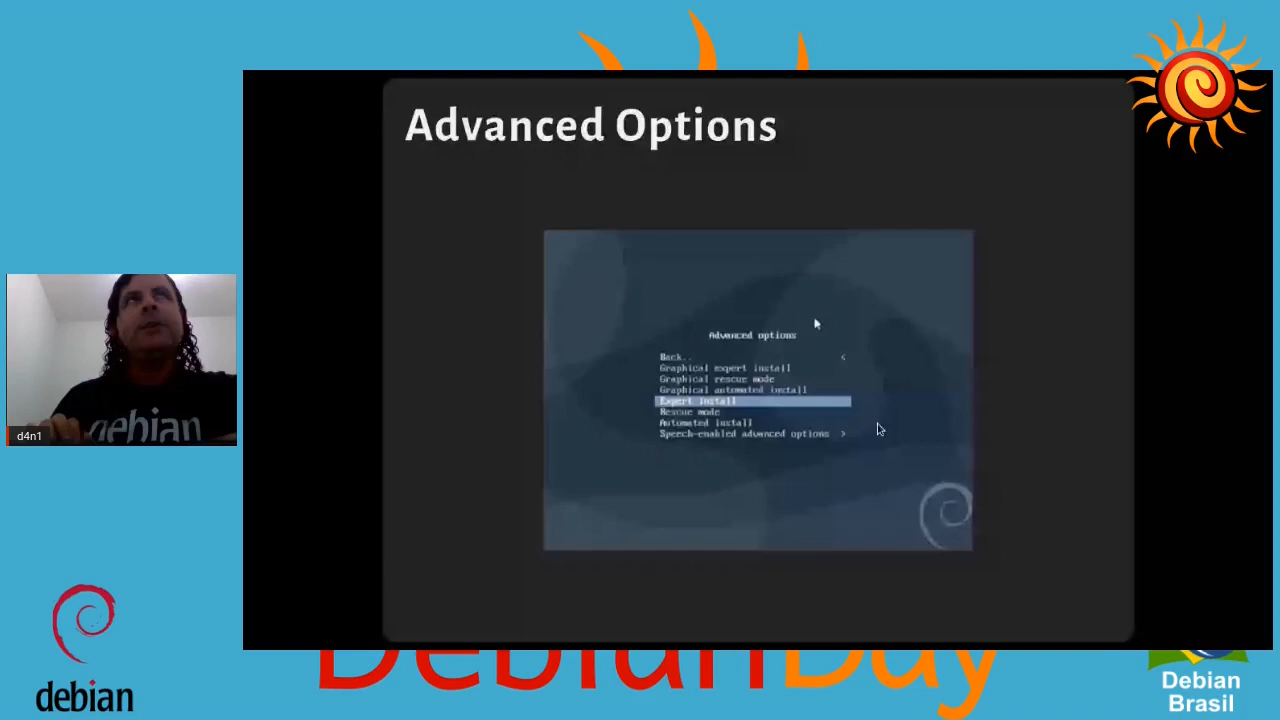 Advanced Options
Advanced options
Back.. <
Graphical expert install
Graphical rescue mode
Graphical automated install
Expert install
Rescue mode
Automated install
Speech-enabled advanced options >
debian
d4n1
DebianDay
debian
Debian
Brasil